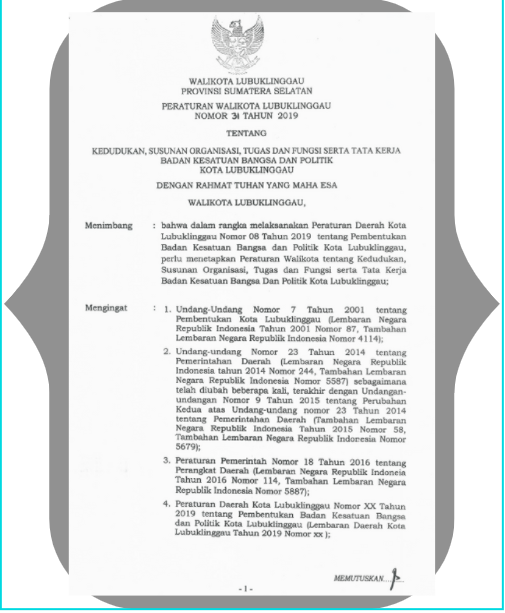 WALIKOTA LUBUKLINGGAU
PROVINSI SUMATERA SELATAN
PERATURAN WALIKOTA LUBUKLINGGAU
NOMOR 31 TAHUN 2019
TENTANG
KEDUDUKAN, SUSUNAN ORGANISASI, TUGAS DAN FUNGSI SERTA TATA KERJA
BADAN KESATUAN BANGSA DAN POLITIK
KOTA LUBUKLINGGAU
DENGAN RAHMAT TUHAN YANG MAHA ESA
WALIKOTA LUBUKLINGGAU,
Menimbang : bahwa dalam rangka melaksanakan Peraturan Daerah Kota
Lubuklinggau Nomor 08 Tahun 2019 tentang Pembentukan
Badan Kesatuan Bangsa dan Politik Kota Lubuklinggau,
perlu menetapkan Peraturan Walikota tentang Kedudukan,
Susunan Organisasi, Tugas dan Fungsi serta Tata Kerja
Badan Kesatuan Bangsa Dan Politik Kota Lubuklinggau;
Mengingat : 1. Undang-Undang Nomor 7 Tahun 2001 tentang
Pembentukan Kota Lubuklinggau (Lembaran Negara
Republik Indonesia Tahun 2001 Nomor 87, Tambahan
Lembaran Negara Republik Indonesia Nomor 4114);
2. Undang-undang Nomor 23 Tahun 2014 tentang
Pemerintahan Daerah (Lembaran Negara Republik
Indonesia tahun 2014 Nomor 244, Tambahan Lembaran
Negara Republik Indonesia Nomor 5587) sebagaimana
telah diubah beberapa kali, terakhir dengan Undangan-
undangan Nomor 9 Tahun 2015 tentang Perubahan
Kedua atas Undang-undang nomor 23 Tahun 2014
tentang Pemerintahan Daerah (Tambahan Lembaran
Negara Republik Indonesia Tahun 2015 Nomor 58,
Tambahan Lembaran Negara Republik Indonesia Nomor
5679);
3. Peraturan Pemerintah Nomor 18 Tahun 2016 tentang
Perangkat Daerah (Lembaran Negara Republik Indoneia
Tahun 2016 Nomor 114, Tambahan Lembaran Negara
Republik Indonesia Nomor 5887);
4. Peraturan Daerah Kota Lubuklinggau Nomor XX Tahun
2019 tentang Pembentukan Badan Kesatuan Bangsa
dan Politik Kota Lubuklinggau (Lembaran Daerah Kota
Lubuklinggau Tahun 2019 Nomor xx );
MEMUTUSKAN.....
- 1 -